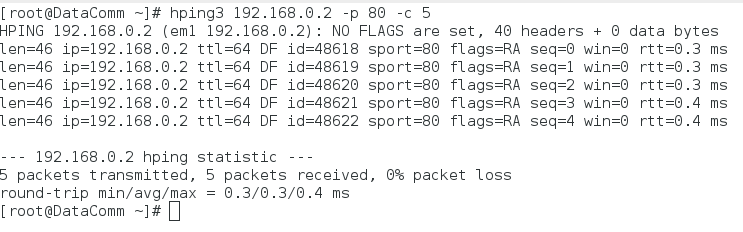 [root@DataComm ~]# hping3 192.168.0.2 -p 80 -c 5
HPING 192.168.0.2 (em1 192.168.0.2): NO FLAGS are set, 40 headers + 0 data bytes
len=46 ip=192.168.0.2 ttl=64 DF id=48618 sport=80 flags=RA seq=0 win=0 rtt=0.3 ms
len=46 ip=192.168.0.2 ttl=64 DF id=48619 sport=80 flags=RA seq=1 win=0 rtt=0.3 ms
len=46 ip=192.168.0.2 ttl=64 DF id=48620 sport=80 flags=RA seq=2 win=0 rtt=0.3 ms
len=46 ip=192.168.0.2 ttl=64 DF id=48621 sport=80 flags=RA seq=3 win=0 rtt=0.4 ms
len=46 ip=192.168.0.2 ttl=64 DF id=48622 sport=80 flags=RA seq=4 win=0 rtt=0.4 ms
--- 192.168.0.2 hping statistic ---
5 packets transmitted, 5 packets received, 0% packet loss
round-trip min/avg/max = 0.3/0.3/0.4 ms
[root@DataComm ~]#